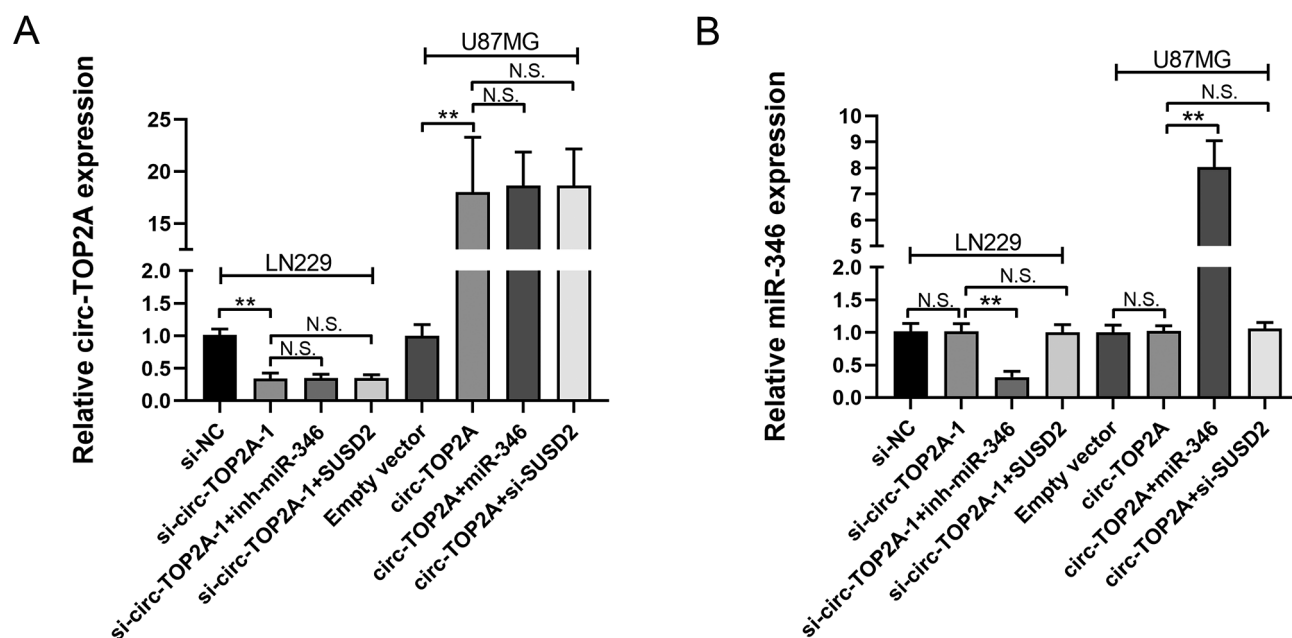 A
Relative circ-TOP2A expression
25
20
15
2.0
1.5
1.0
0.5
0.0
U87MG
N.S.
N.S.
**
LN229
**
N.S.
N.S.
si-NC
si-circ-TOP2A-1
si-circ-TOP2A-1+inh-miR-346
si-circ-TOP2A-1+SUSD2
Empty vector
circ-TOP2A
circ-TOP2A+miR-346
circ-TOP2A+si-SUSD2
B
Relative miR-346 expression
10
9
8
7
6
5
2.0
1.5
1.0
0.5
0.0
U87MG
N.S.
**
LN229
N.S.
N.S.
**
N.S.
si-NC
si-circ-TOP2A-1
si-circ-TOP2A-1+inh-miR-346
si-circ-TOP2A-1+SUSD2
Empty vector
circ-TOP2A
circ-TOP2A+miR-346
circ-TOP2A+si-SUSD2